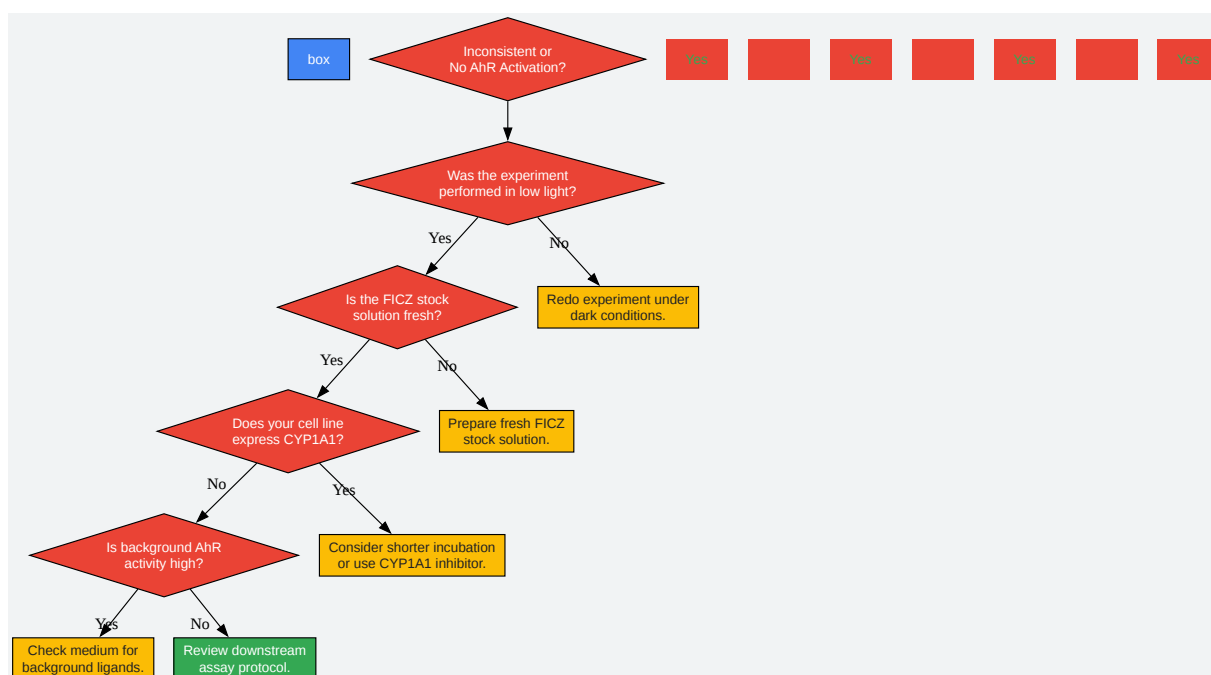 box
Inconsistent or
No AhR Activation?
Yes
Yes
Yes
Yes
Was the experiment
performed in low light?
Yes
No
Is the FICZ stock
solution fresh?
Redo experiment under
dark conditions.
Yes
No
Does your cell line
express CYP1A1?
Prepare fresh FICZ
stock solution.
No
Yes
Is background AhR
activity high?
Consider shorter incubation
or use CYP1A1 inhibitor.
Yes
No
Check medium for
background ligands.
Review downstream
assay protocol.